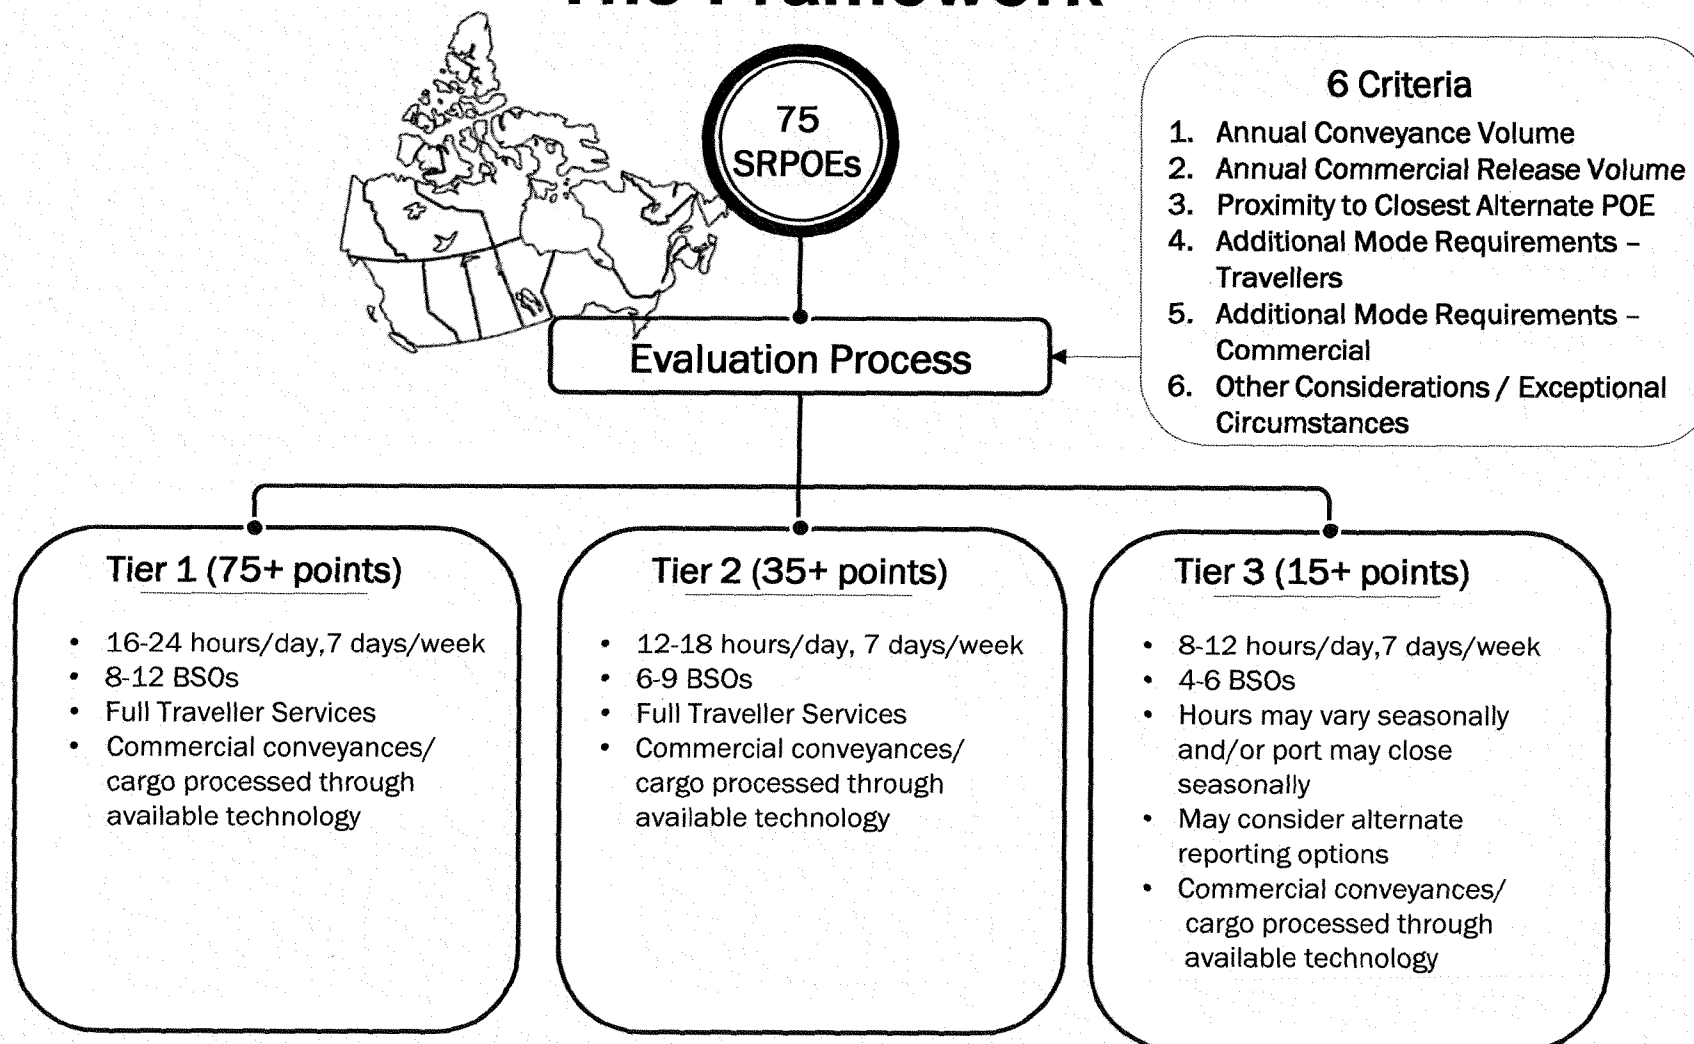 The Framework
75
SRPOEs
6 Criteria
1. Annual Conveyance Volume
2. Annual Commercial Release Volume
3. Proximity to Closest Alternate POE
4. Additional Mode Requirements –
Travellers
5. Additional Mode Requirements –
Commercial
6. Other Considerations / Exceptional
Circumstances
Evaluation Process
Tier 1 (75+ points)
• 16-24 hours/day,7 days/week
• 8-12 BSOs
• Full Traveller Services
• Commercial conveyances/
cargo processed through
available technology
Tier 2 (35+ points)
• 12-18 hours/day, 7 days/week
• 6-9 BSOs
• Full Traveller Services
• Commercial conveyances/
cargo processed through
available technology
Tier 3 (15+ points)
• 8-12 hours/day,7 days/week
• 4-6 BSOs
• Hours may vary seasonally
and/or port may close
seasonally
• May consider alternate
reporting options
• Commercial conveyances/
cargo processed through
available technology